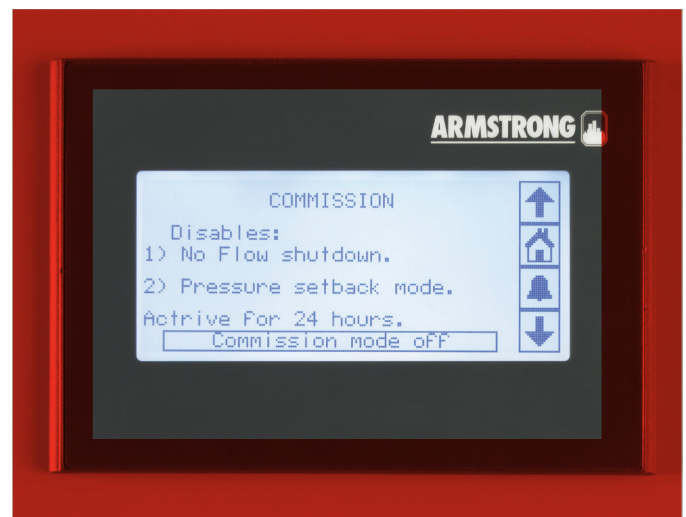 ARMSTRONG
COMMISSION
Disables:
1) No Flow shutdown.
2) Pressure setback mode.
Actrive for 24 hours.
Commission mode off